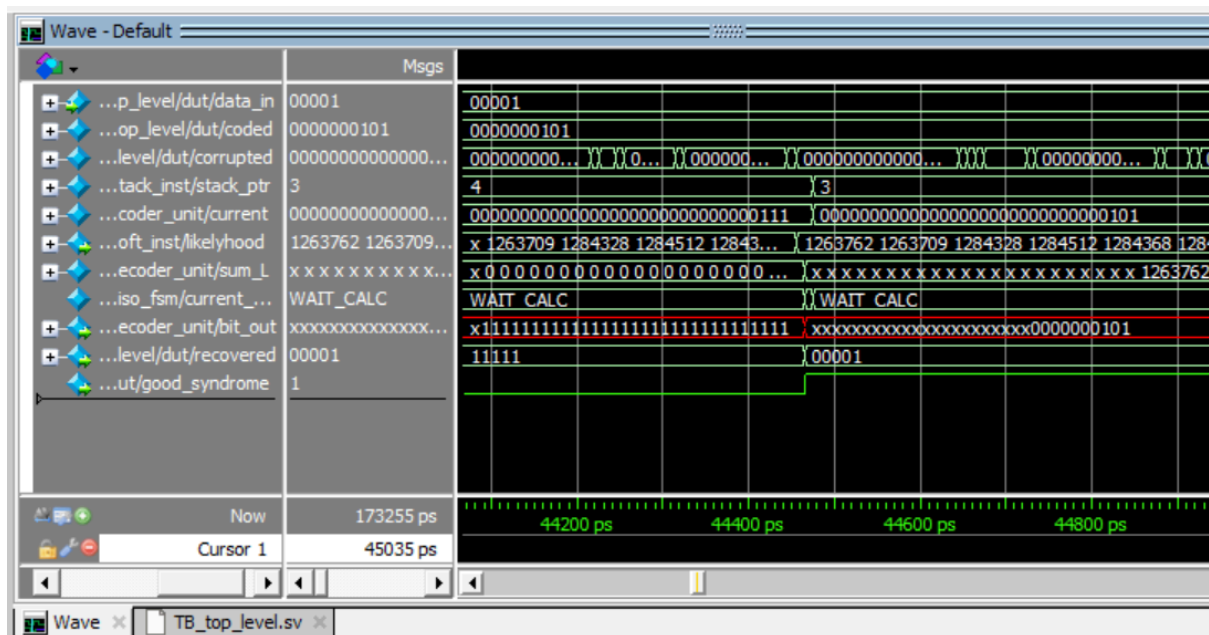 Wave - Default
Msgs
...p_level/dut/data_in 00001 00001
...op_level/dut/coded 0000000101 0000000101
...level/dut/corrupted 00000000000000... 000000000... 0... 000000... 000000000000... 00000000...
...tack_inst/stack_ptr 3 4 3
...coder_unit/current 00000000000000... 00000000000000000000000000000111 00000000000000000000000000000101
...oft_inst/likelyhood 1263762 1263709... x 1263709 1284328 1284512 12843... 1263762 1263709 1284328 1284512 1284368 128
...ecoder_unit/sum_L x x x x x x x x x x... x 0 0 0 0 0 0 0 0 0 0 0 0 0 0 0 0 0 0 0... x x x x x x x x x x x x x x x x x x x x x x 1263762
...iso_fsm/current_... WAIT_CALC WAIT_CALC WAIT_CALC
...ecoder_unit/bit_out xxxxxxxxxxxxxx... x1111111111111111111111111111111 xxxxxxxxxxxxxxxxxxxxxx0000000101
...level/dut/recovered 00001 11111 00001
...ut/good_syndrome 1
Now 173255 ps
44200 ps 44400 ps 44600 ps 44800 ps
Cursor 1 45035 ps
Wave TB_top_level.sv